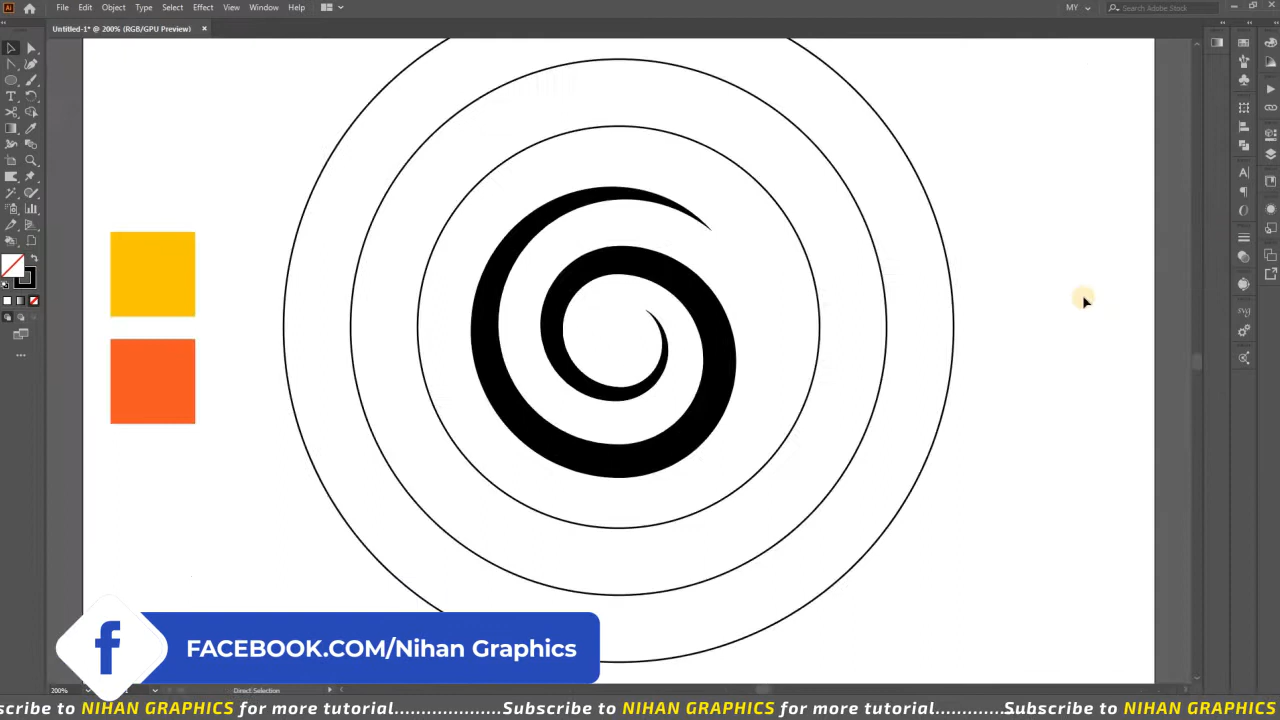 File Edit Object Type Select Effect View Window Help
MY
Search Adobe Stock
Untitled-1* @ 200% (RGB/GPU Preview)
FACEBOOK.COM/Nihan Graphics
200%
Direct Selection
scribe to NIHAN GRAPHICS for more tutorial.......................Subscribe to NIHAN GRAPHICS for more tutorial.......................Subscribe to NIHAN GRAPHICS